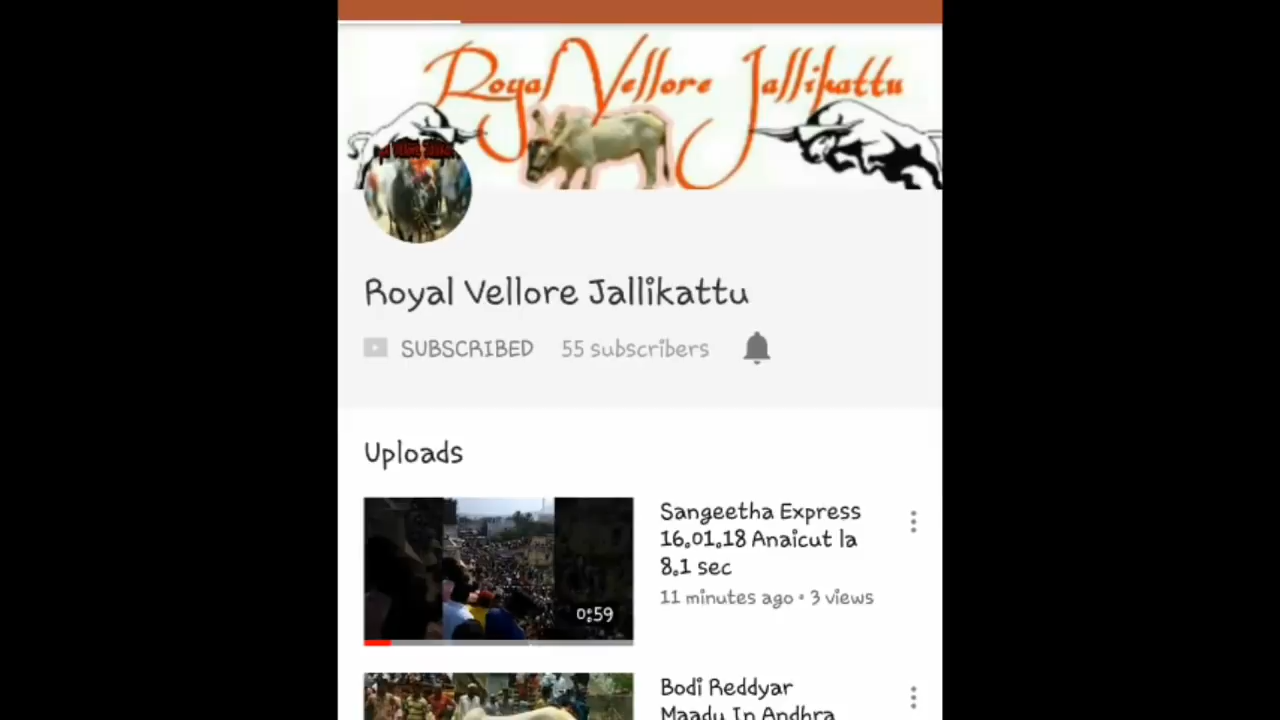 Royal Vellore Jallikattu
Royal Vellore Jallikattu
SUBSCRIBED 55 subscribers
Uploads
0:59
Sangeetha Express
16.01.18 Anaicut la
8.1 sec
11 minutes ago • 3 views
Bodi Reddyar
Maadu In Andhra